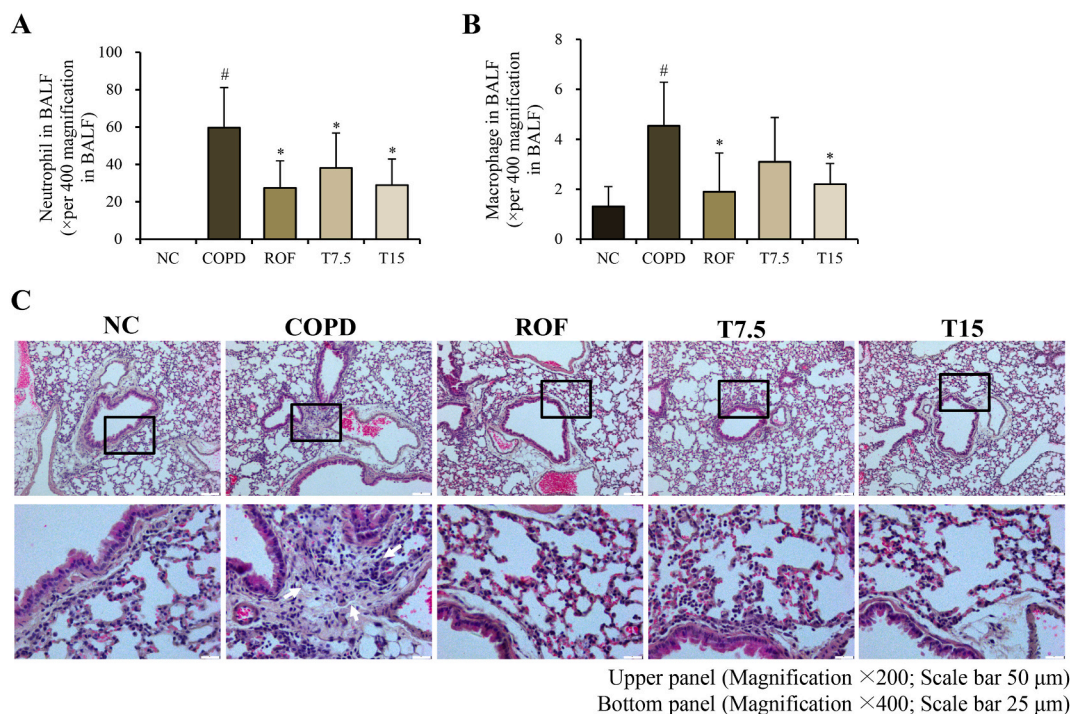 A
Neutrophil in BALF
(×per 400 magnification
in BALF)
100
80
60
40
20
0
#
*
*
*
NC COPD ROF T7.5 T15
B
Macrophage in BALF
(×per 400 magnification
in BALF)
8
6
4
2
0
#
*
*
NC COPD ROF T7.5 T15
C
NC COPD ROF T7.5 T15
Upper panel (Magnification ×200; Scale bar 50 μm)
Bottom panel (Magnification ×400; Scale bar 25 μm)